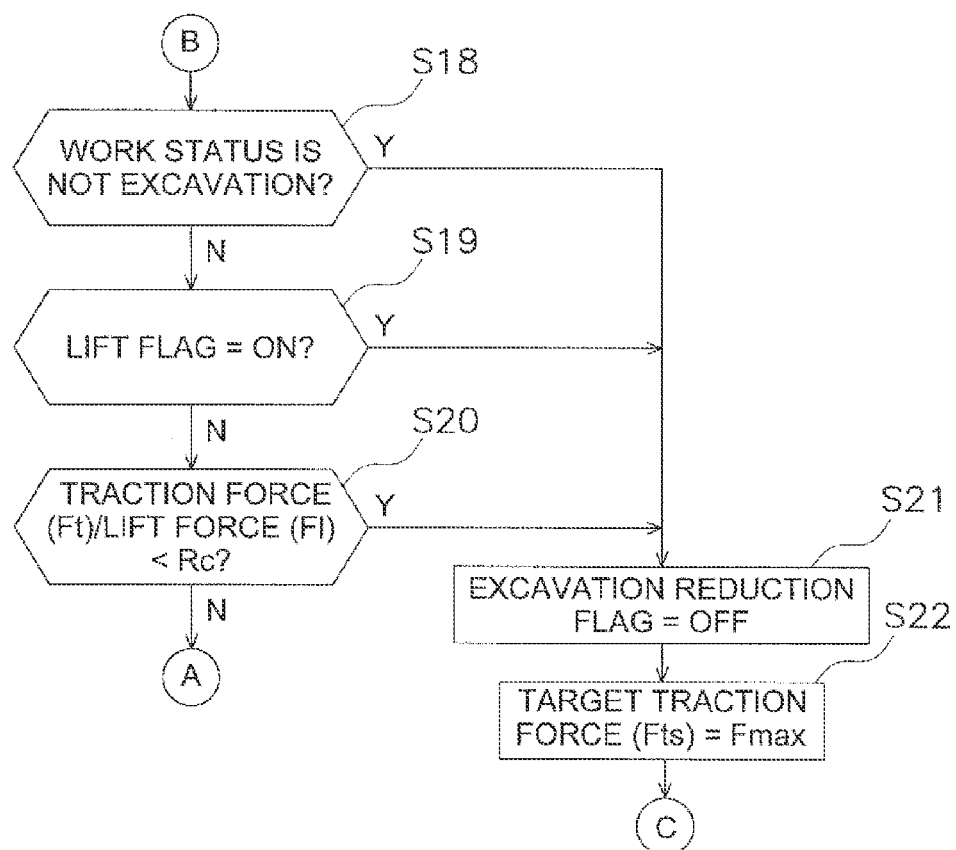 B
S18
WORK STATUS IS
NOT EXCAVATION?
Y
N
S19
LIFT FLAG = ON?
Y
N
S20
TRACTION FORCE
(Ft)/LIFT FORCE (Fl)
< Rc?
Y
N
A
S21
EXCAVATION REDUCTION
FLAG = OFF
S22
TARGET TRACTION
FORCE (Fts) = Fmax
C